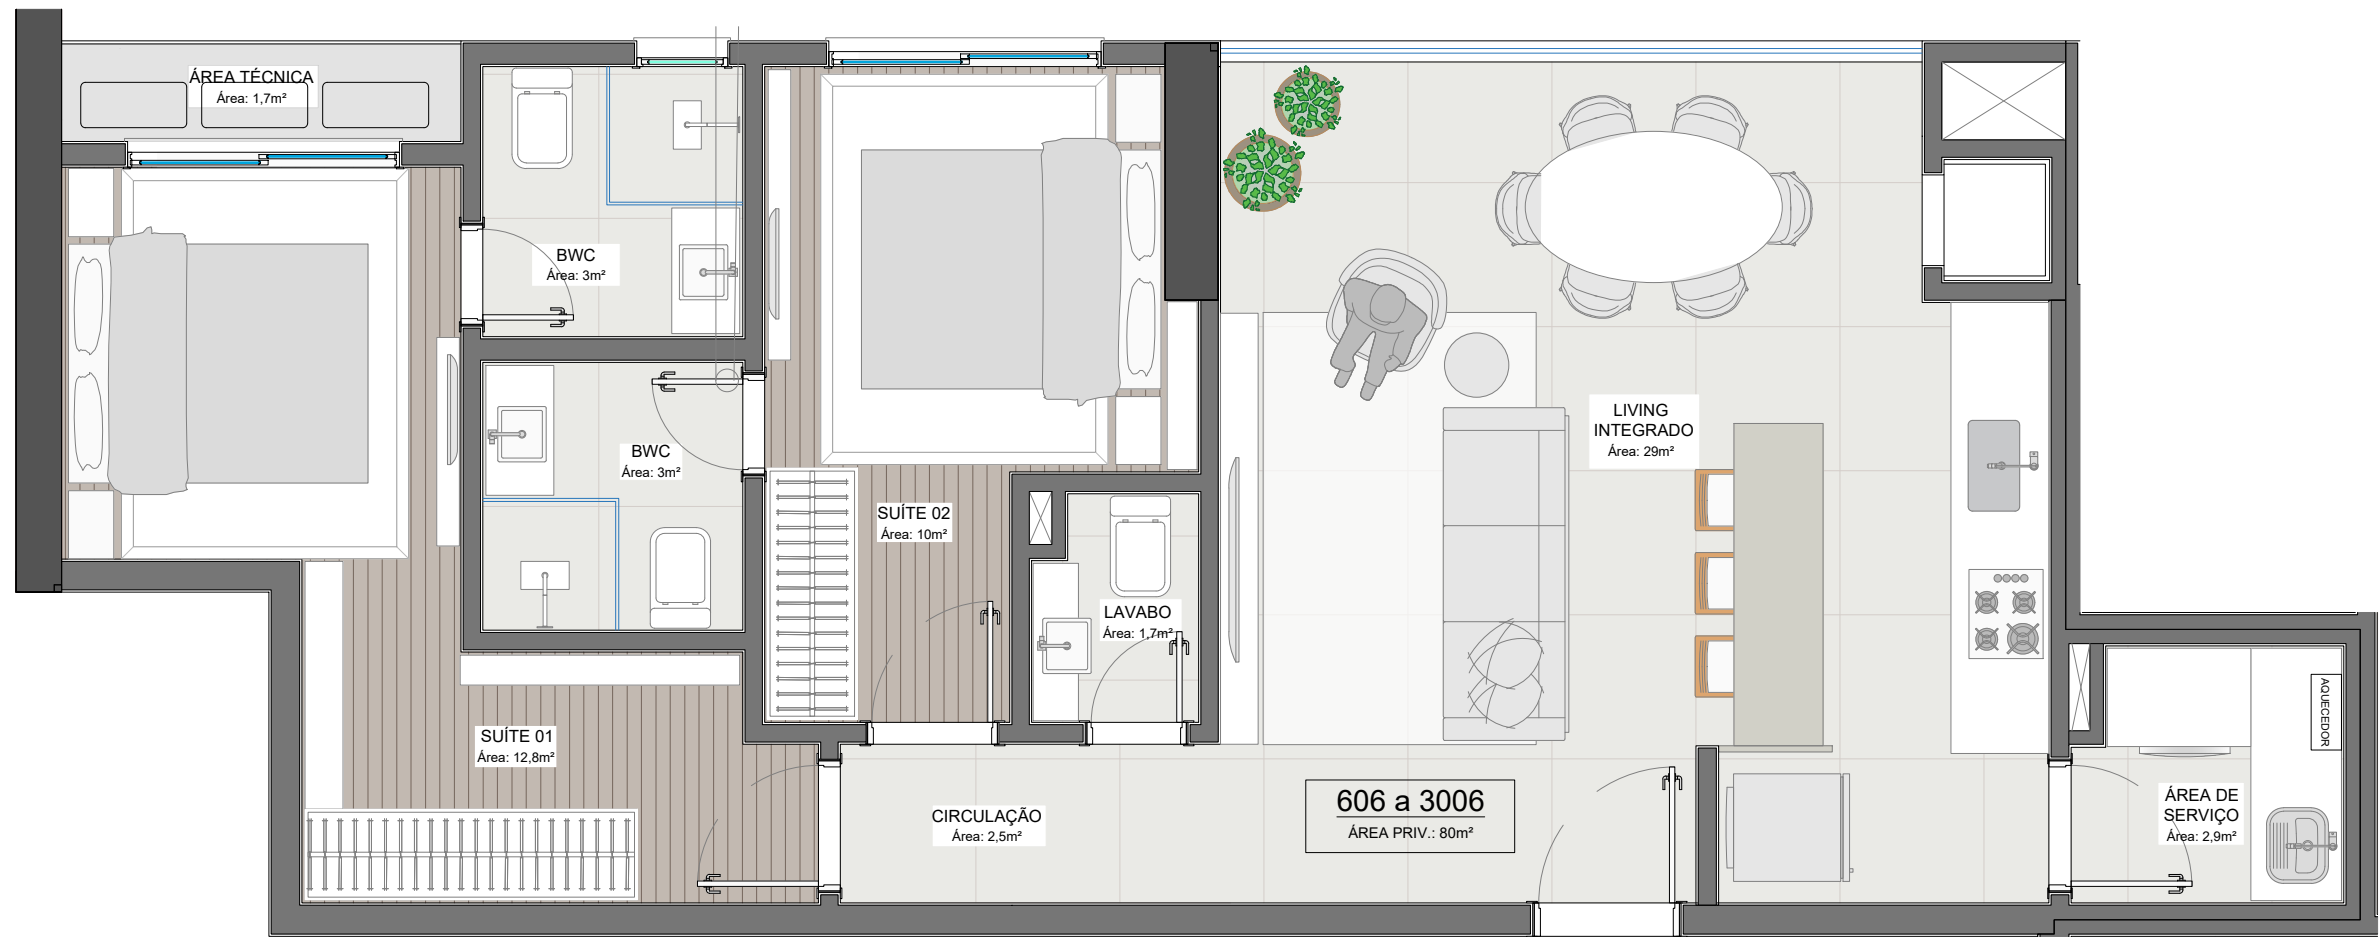 ÁREA TÉCNICA
Área: 1,7m²
BWC
Área: 3m²
BWC
Área: 3m²
SUÍTE 02
Área: 10m²
LIVING
INTEGRADO
Área: 29m²
LAVABO
Área: 1,7m²
SUÍTE 01
Área: 12,8m²
CIRCULAÇÃO
Área: 2,5m²
606 a 3006
ÁREA PRIV.: 80m²
AQUECEDOR
ÁREA DE
SERVIÇO
Área: 2,9m²